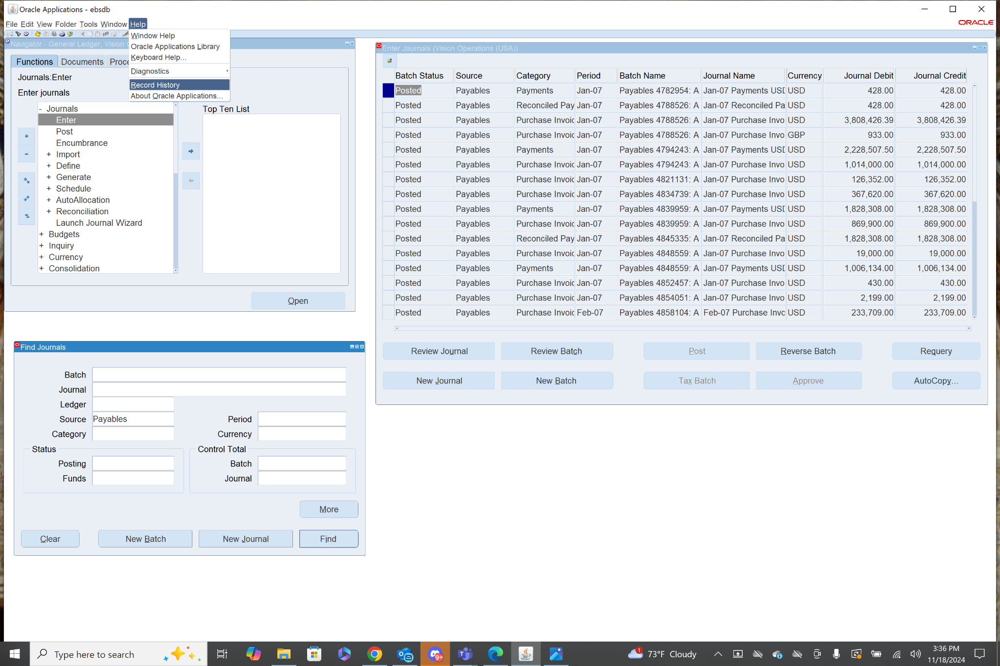 Oracle Applications - ebsdb
File Edit View Folder Tools Window Help
ORACLE
Window Help
Oracle Applications Library
Keyboard Help...
Diagnostics
Record History
About Oracle Applications...
Navigator - General Ledger, Vision
Functions Documents Proce
Journals:Enter
Enter journals
- Journals
Enter
Post
Encumbrance
+ Import
+ Define
+ Generate
+ Schedule
+ AutoAllocation
+ Reconciliation
Launch Journal Wizard
+ Budgets
+ Inquiry
+ Currency
+ Consolidation
Top Ten List
Open
Enter Journals (Vision Operations (USA))
Batch Status Source Category Period Batch Name Journal Name Currency Journal Debit Journal Credit
Posted Payables Payments Jan-07 Payables 4782954: A Jan-07 Payments USD USD 428.00 428.00
Posted Payables Reconciled Pay Jan-07 Payables 4788526: A Jan-07 Reconciled Pa USD 428.00 428.00
Posted Payables Purchase Invoic Jan-07 Payables 4788526: A Jan-07 Purchase Invo USD 3,808,426.39 3,808,426.39
Posted Payables Purchase Invoic Jan-07 Payables 4788526: A Jan-07 Purchase Invo GBP 933.00 933.00
Posted Payables Payments Jan-07 Payables 4794243: A Jan-07 Payments USD USD 2,228,507.50 2,228,507.50
Posted Payables Purchase Invoic Jan-07 Payables 4794243: A Jan-07 Purchase Invo USD 1,014,000.00 1,014,000.00
Posted Payables Purchase Invoic Jan-07 Payables 4821131: A Jan-07 Purchase Invo USD 126,352.00 126,352.00
Posted Payables Purchase Invoic Jan-07 Payables 4834739: A Jan-07 Purchase Invo USD 367,620.00 367,620.00
Posted Payables Payments Jan-07 Payables 4839959: A Jan-07 Payments USD USD 1,828,308.00 1,828,308.00
Posted Payables Purchase Invoic Jan-07 Payables 4839959: A Jan-07 Purchase Invo USD 869,900.00 869,900.00
Posted Payables Reconciled Pay Jan-07 Payables 4845335: A Jan-07 Reconciled Pa USD 1,828,308.00 1,828,308.00
Posted Payables Purchase Invoic Jan-07 Payables 4848559: A Jan-07 Purchase Invo USD 19,000.00 19,000.00
Posted Payables Payments Jan-07 Payables 4848559: A Jan-07 Payments USD USD 1,006,134.00 1,006,134.00
Posted Payables Purchase Invoic Jan-07 Payables 4852457: A Jan-07 Purchase Invo USD 430.00 430.00
Posted Payables Purchase Invoic Jan-07 Payables 4854051: A Jan-07 Purchase Invo USD 2,199.00 2,199.00
Posted Payables Purchase Invoic Feb-07 Payables 4858104: A Feb-07 Purchase Invc USD 233,709.00 233,709.00
Review Journal Review Batch Post Reverse Batch Requery
New Journal New Batch Tax Batch Approve AutoCopy...
Find Journals
Batch
Journal
Ledger
Source Payables Period
Category Currency
Status Control Total
Posting Batch
Funds Journal
More
Clear New Batch New Journal Find
Type here to search
9+
1
73°F Cloudy
3:36 PM
11/18/2024